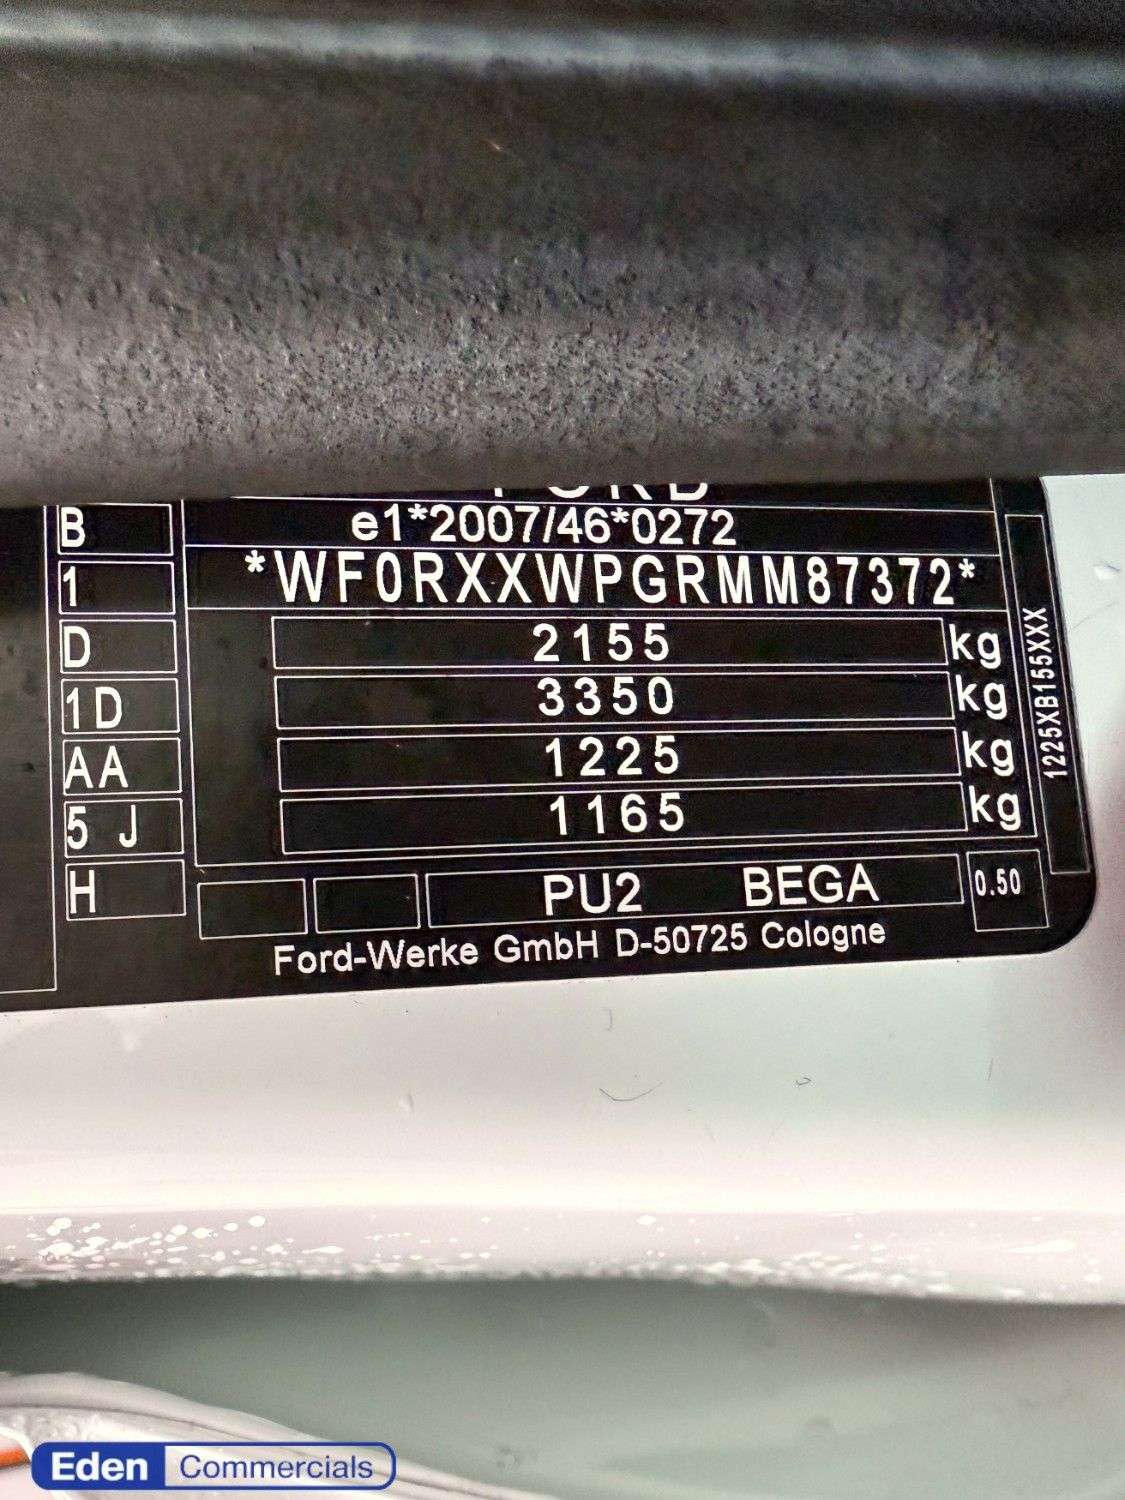 FORD
B
e1*2007/46*0272
1
*WF0RXXWPGRMM87372*
D
2155 kg
1D
3350 kg
AA
1225 kg
5 J
1165 kg
H
PU2 BEGA
0.50
Ford-Werke GmbH D-50725 Cologne
1225XB155XXX
Eden Commercials